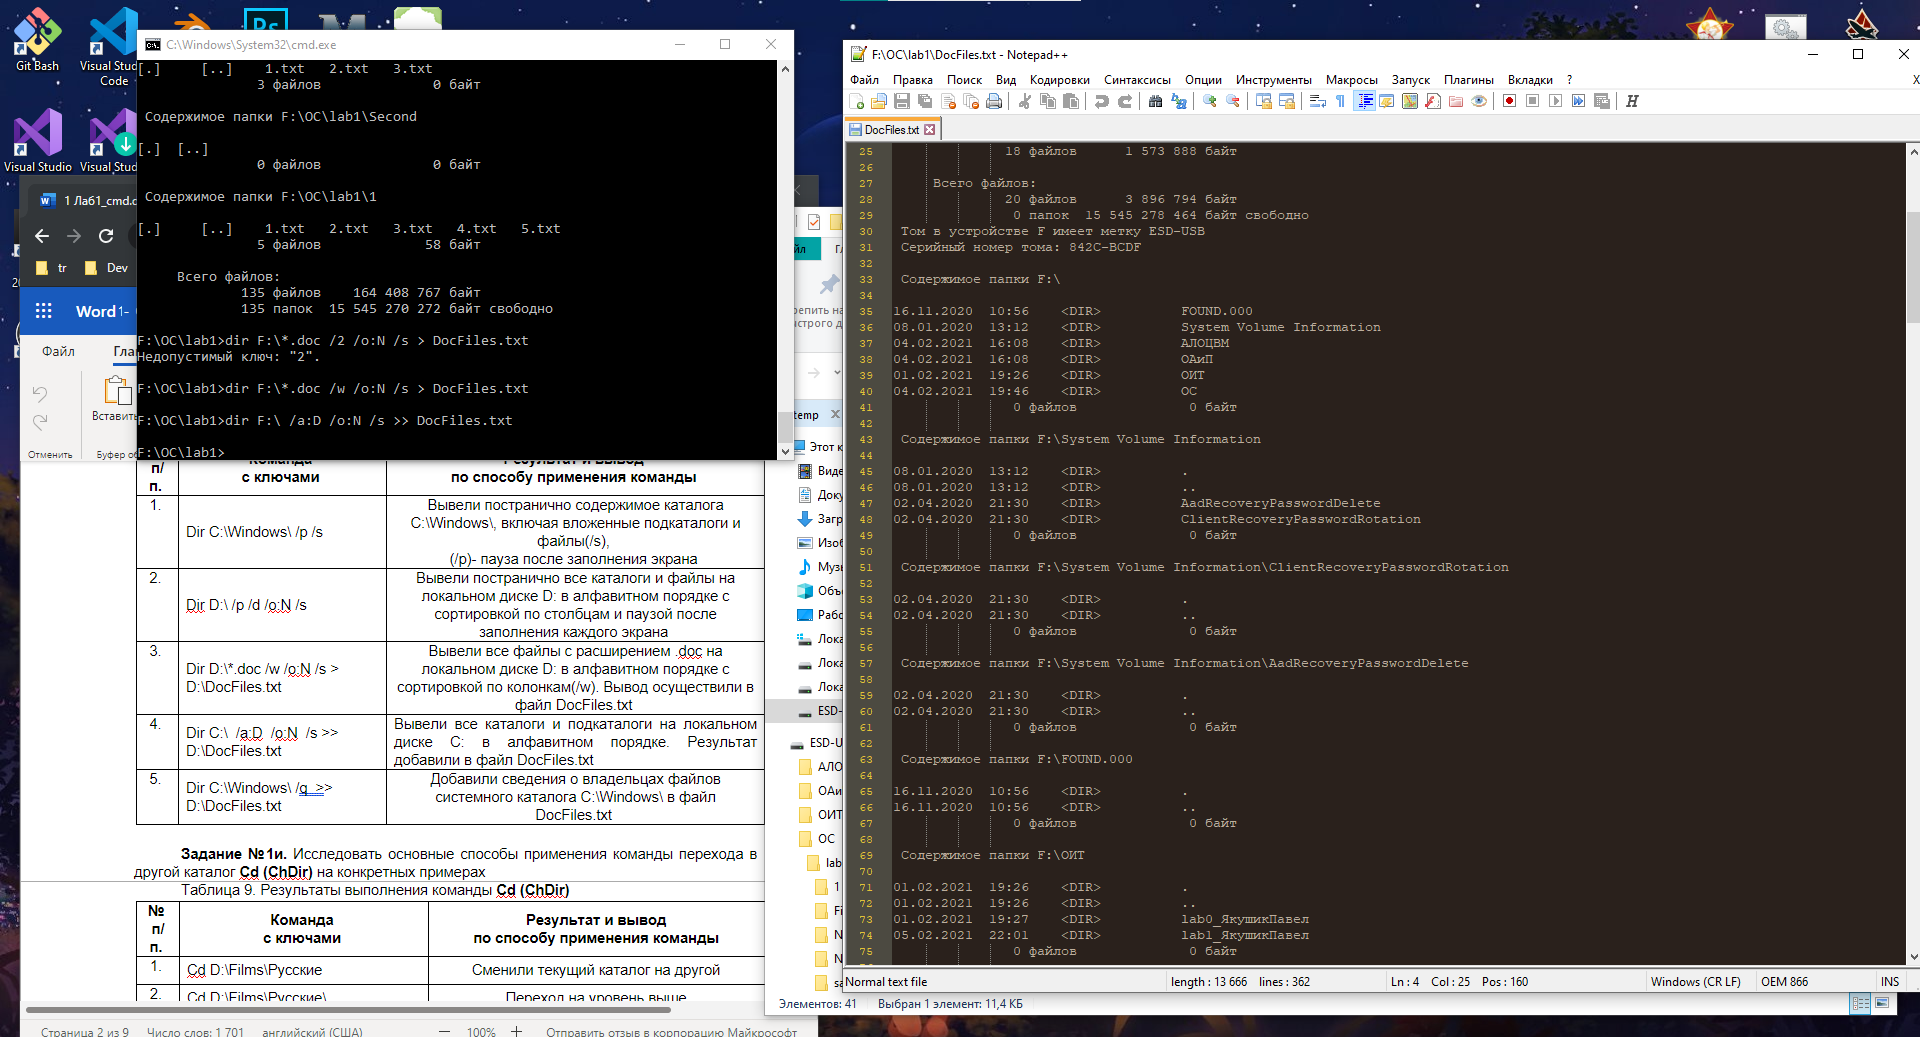 Git Bash
Visual Stud
Code
Visual Studio
Visual Stud
Ps
C:\Windows\System32\cmd.exe
[.]     [..]    1.txt   2.txt   3.txt
3 файлов              0 байт
Содержимое папки F:\OC\lab1\Second
[.]  [..]
0 файлов              0 байт
Содержимое папки F:\OC\lab1\1
[.]     [..]    1.txt   2.txt   3.txt   4.txt   5.txt
5 файлов             58 байт
Всего файлов:
135 файлов    164 408 767 байт
135 папок  15 545 270 272 байт свободно
F:\OC\lab1>dir F:\*.doc /2 /o:N /s > DocFiles.txt
Недопустимый ключ: "2".
F:\OC\lab1>dir F:\*.doc /w /o:N /s > DocFiles.txt
F:\OC\lab1>dir F:\ /a:D /o:N /s >> DocFiles.txt
F:\OC\lab1>
1 Лаб1_cmd.d
tr
Dev
Word
1-
Файл
Гла
Вставить
Отменить
Буфер об
п/
п.
Команда
с ключами
Результат и вывод
по способу применения команды
1.
Dir C:\Windows\ /p /s
Вывели постранично содержимое каталога
C:\Windows\, включая вложенные подкаталоги и
файлы(/s),
(/p)- пауза после заполнения экрана
2.
Dir D:\ /p /d /o:N /s
Вывели постранично все каталоги и файлы на
локальном диске D: в алфавитном порядке с
сортировкой по столбцам и паузой после
заполнения каждого экрана
3.
Dir D:\*.doc /w /o:N /s >
D:\DocFiles.txt
Вывели все файлы с расширением .doc на
локальном диске D: в алфавитном порядке с
сортировкой по колонкам(/w). Вывод осуществили в
файл DocFiles.txt
4.
Dir C:\  /a:D  /o:N  /s >>
D:\DocFiles.txt
Вывели все каталоги и подкаталоги на локальном
диске C: в алфавитном порядке. Результат
добавили в файл DocFiles.txt
5.
Dir C:\Windows\ /q >>
D:\DocFiles.txt
Добавили сведения о владельцах файлов
системного каталога C:\Windows\ в файл
DocFiles.txt
Задание №1и. Исследовать основные способы применения команды перехода в
другой каталог Cd (ChDir) на конкретных примерах
Таблица 9. Результаты выполнения команды Cd (ChDir)
№
п/
п.
Команда
с ключами
Результат и вывод
по способу применения команды
1.
Cd D:\Films\Русские
Сменили текущий каталог на другой
2.
Cd D:\Films\Русские\
Переход на уровень выше
Страница 2 из 9
Число слов: 1 701
английский (США)
100%
Отправить отзыв в корпорацию Майкрософт
йл
Гл
репить на
ыстрого д
temp
Этот к
Виде
Доку
Загр
Изоб
Музы
Объе
Рабо
Лока
Лока
Лока
ESD-
ESD-U
АЛО
ОАи
ОИТ
ОС
lab
1
Fi
N
N
sa
Элементов: 41
Выбран 1 элемент: 11,4 КБ
F:\OC\lab1\DocFiles.txt - Notepad++
Файл Правка Поиск Вид Кодировки Синтаксисы Опции Инструменты Макросы Запуск Плагины Вкладки ?
X
DocFiles.txt
25 18 файлов      1 573 888 байт
26
27 Всего файлов:
28 20 файлов      3 896 794 байт
29 0 папок  15 545 278 464 байт свободно
30 Том в устройстве F имеет метку ESD-USB
31 Серийный номер тома: 842C-BCDF
32
33 Содержимое папки F:\
34
35 16.11.2020  10:56    <DIR>          FOUND.000
36 08.01.2020  13:12    <DIR>          System Volume Information
37 04.02.2021  16:08    <DIR>          АЛОЦВМ
38 04.02.2021  16:08    <DIR>          ОАиП
39 01.02.2021  19:26    <DIR>          ОИТ
40 04.02.2021  19:46    <DIR>          ОС
41 0 файлов              0 байт
42
43 Содержимое папки F:\System Volume Information
44
45 08.01.2020  13:12    <DIR>          .
46 08.01.2020  13:12    <DIR>          ..
47 02.04.2020  21:30    <DIR>          AadRecoveryPasswordDelete
48 02.04.2020  21:30    <DIR>          ClientRecoveryPasswordRotation
49 0 файлов              0 байт
50
51 Содержимое папки F:\System Volume Information\ClientRecoveryPasswordRotation
52
53 02.04.2020  21:30    <DIR>          .
54 02.04.2020  21:30    <DIR>          ..
55 0 файлов              0 байт
56
57 Содержимое папки F:\System Volume Information\AadRecoveryPasswordDelete
58
59 02.04.2020  21:30    <DIR>          .
60 02.04.2020  21:30    <DIR>          ..
61 0 файлов              0 байт
62
63 Содержимое папки F:\FOUND.000
64
65 16.11.2020  10:56    <DIR>          .
66 16.11.2020  10:56    <DIR>          ..
67 0 файлов              0 байт
68
69 Содержимое папки F:\ОИТ
70
71 01.02.2021  19:26    <DIR>          .
72 01.02.2021  19:26    <DIR>          ..
73 01.02.2021  19:27    <DIR>          lab0_ЯкушикПавел
74 05.02.2021  22:01    <DIR>          lab1_ЯкушикПавел
75 0 файлов              0 байт
Normal text file
length : 13 666    lines : 362
Ln : 4    Col : 25    Pos : 160
Windows (CR LF)
OEM 866
INS